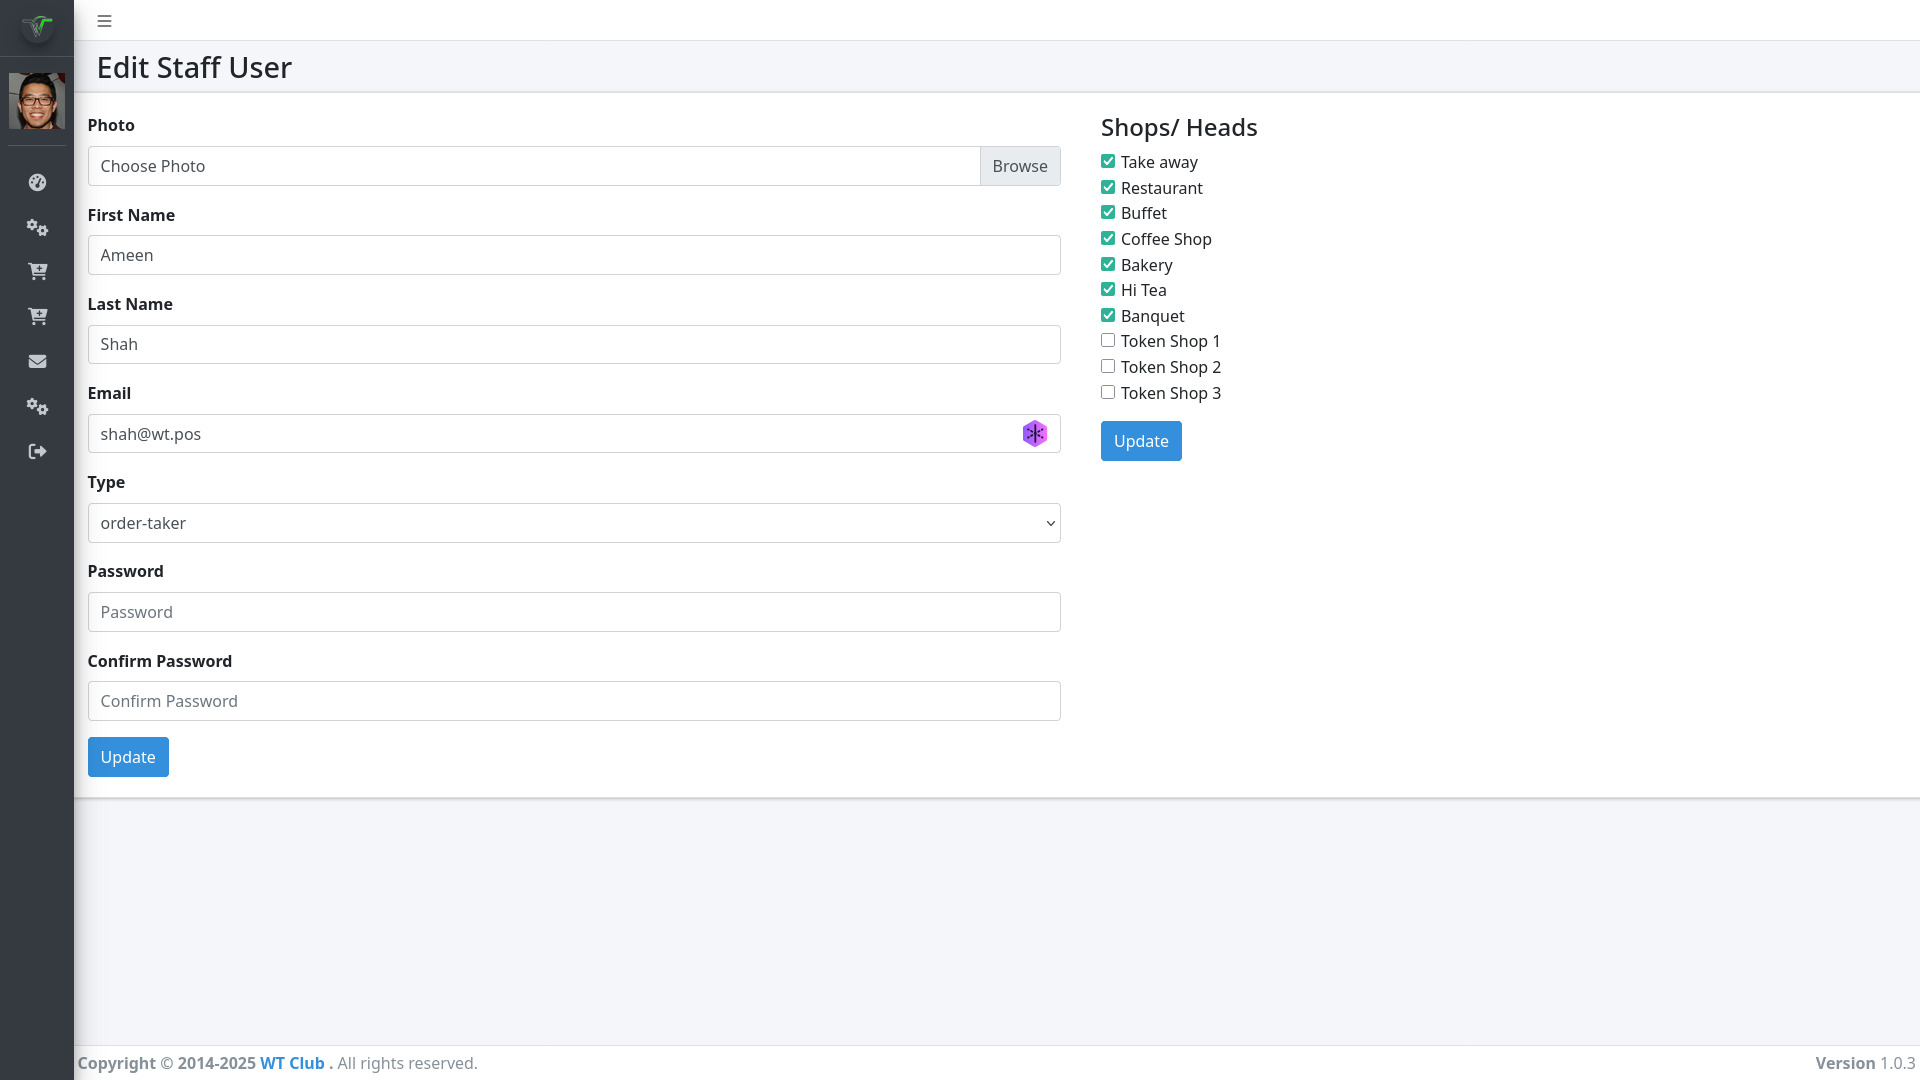 Edit Staff User
Photo
Choose Photo
Browse
First Name
Ameen
Last Name
Shah
Email
shah@wt.pos
Type
order-taker
Password
Password
Confirm Password
Confirm Password
Update
Shops/ Heads
Take away
Restaurant
Buffet
Coffee Shop
Bakery
Hi Tea
Banquet
Token Shop 1
Token Shop 2
Token Shop 3
Update
Copyright © 2014-2025 WT Club . All rights reserved.
Version 1.0.3